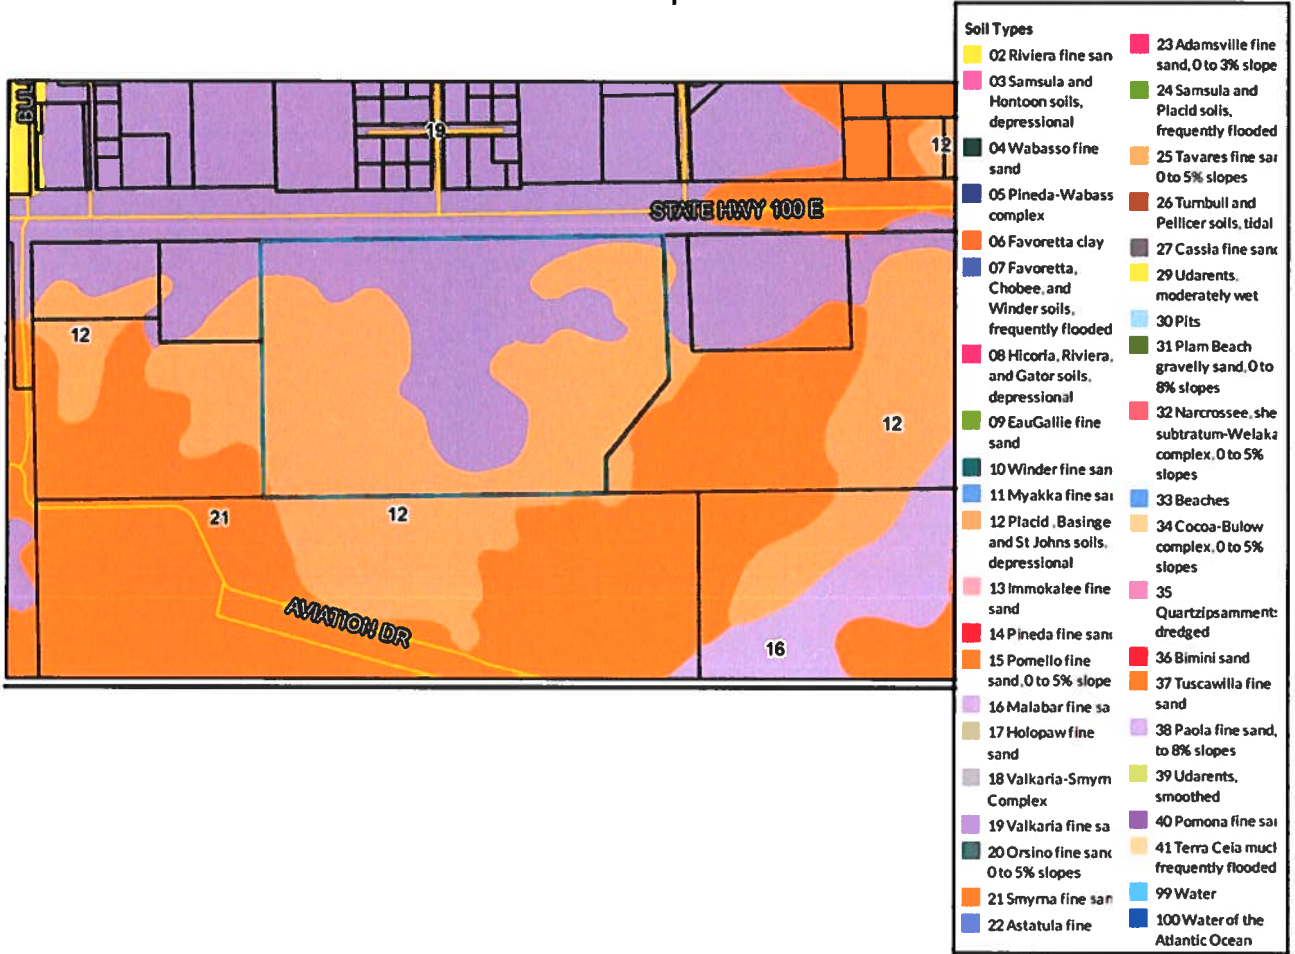 BUL
19
12
STATE HWY 100 E
12
12
21
12
AVIATION DR
16
Soil Types
02 Riviera fine san
03 Samsula and
Hontoon soils,
depressional
04 Wabasso fine
sand
05 Pineda-Wabass
complex
06 Favoretta clay
07 Favoretta,
Chobee, and
Winder soils,
frequently flooded
08 Hicoria, Riviera,
and Gator soils,
depressional
09 EauGallie fine
sand
10 Winder fine san
11 Myakka fine sa
12 Placid ,Basinge
and St Johns soils,
depressional
13 Immokalee fine
sand
14 Pineda fine sand
15 Pomello fine
sand, 0 to 5% slope
16 Malabar fine sa
17 Holopaw fine
sand
18 Valkaria-Smyrn
Complex
19 Valkaria fine sa
20 Orsino fine sand
0 to 5% slopes
21 Smyrna fine san
22 Astatula fine
23 Adamsville fine
sand, 0 to 3% slope
24 Samsula and
Placid soils,
frequently flooded
25 Tavares fine sa
0 to 5% slopes
26 Turnbull and
Pellicer soils, tidal
27 Cassia fine sand
29 Udarents,
moderately wet
30 Pits
31 Plam Beach
gravelly sand, 0 to
8% slopes
32 Narcrossee, she
subtratum-Welaka
complex, 0 to 5%
slopes
33 Beaches
34 Cocoa-Bulow
complex, 0 to 5%
slopes
35
Quartzipsamments
dredged
36 Bimini sand
37 Tuscawilla fine
sand
38 Paola fine sand,
to 8% slopes
39 Udarents,
smoothed
40 Pomona fine sa
41 Terra Ceia muck
frequently flooded
99 Water
100 Water of the
Atlantic Ocean